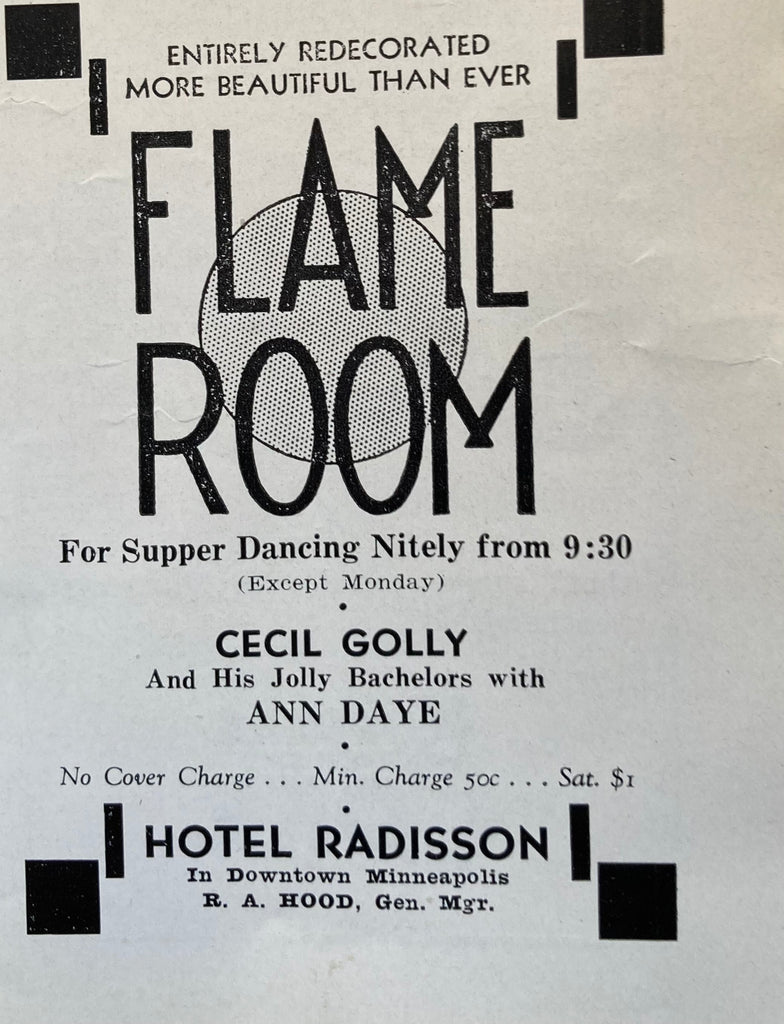 ENTIRELY REDECORATED
MORE BEAUTIFUL THAN EVER
FLAME
ROOM
For Supper Dancing Nitely from 9:30
(Except Monday)
•
CECIL GOLLY
And His Jolly Bachelors with
ANN DAYE
•
No Cover Charge . . . Min. Charge 50c . . . Sat. $1
•
HOTEL RADISSON
In Downtown Minneapolis
R. A. HOOD, Gen. Mgr.